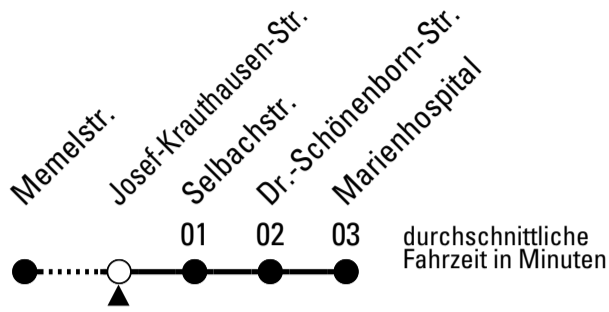 Memelstr.
Josef-Krauthausen-Str.
Selbachstr.
Dr.-Schönenborn-Str.
Marienhospital
01 02 03
durchschnittliche
Fahrzeit in Minuten